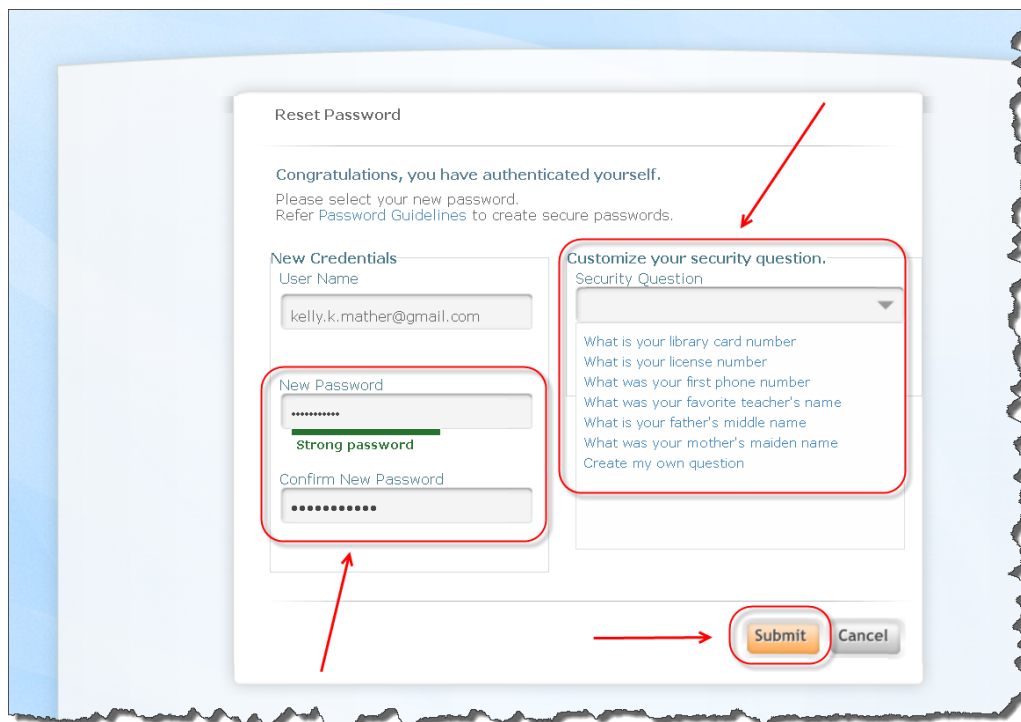 Reset Password
Congratulations, you have authenticated yourself.
Please select your new password.
Refer Password Guidelines to create secure passwords.
New Credentials
User Name
kelly.k.mather@gmail.com
New Password
•••••••••••
Strong password
Confirm New Password
•••••••••••
Customize your security question.
Security Question
What is your library card number
What is your license number
What was your first phone number
What was your favorite teacher's name
What is your father's middle name
What was your mother's maiden name
Create my own question
Submit
Cancel